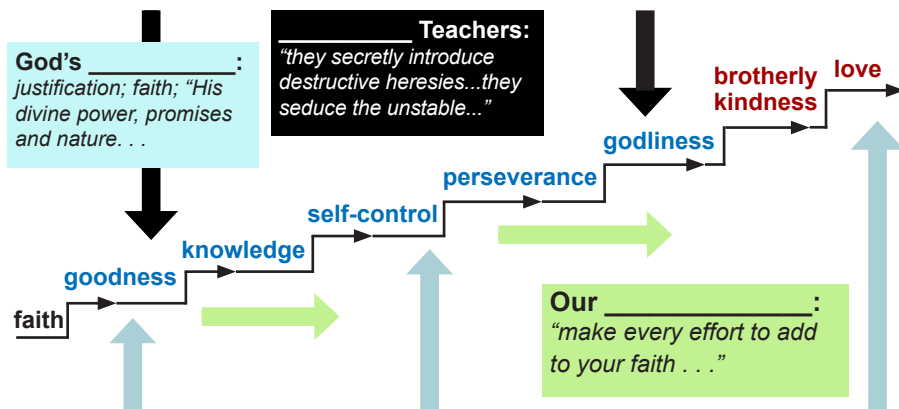 God's __________:
justification; faith; “His
divine power, promises
and nature. . .
_________ Teachers:
“they secretly introduce
destructive heresies...they
seduce the unstable...”
faith
goodness
knowledge
self-control
perseverance
godliness
brotherly
kindness
love
Our ______________:
“make every effort to add
to your faith . . .”